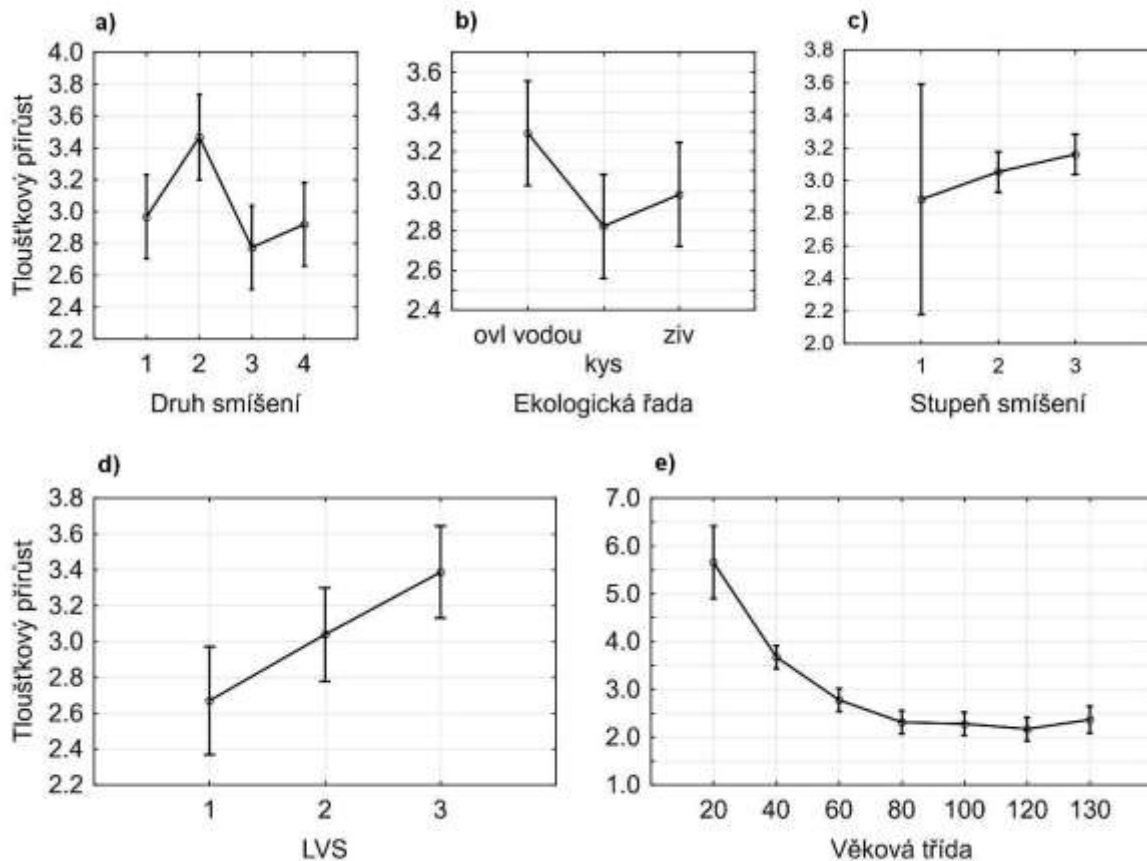 a)
Tloušťkový přírůst
4.0
3.8
3.6
3.4
3.2
3.0
2.8
2.6
2.4
2.2
1 2 3 4
Druh smíšení
b)
3.6
3.4
3.2
3.0
2.8
2.6
2.4
ovl vodou ziv
kys
Ekologická řada
c)
3.8
3.6
3.4
3.2
3.0
2.8
2.6
2.4
2.2
2.0
1 2 3
Stupeň smíšení
d)
Tloušťkový přírůst
3.8
3.6
3.4
3.2
3.0
2.8
2.6
2.4
2.2
1 2 3
LVS
e)
7.0
6.0
5.0
4.0
3.0
2.0
1.0
20 40 60 80 100 120 130
Věková třída